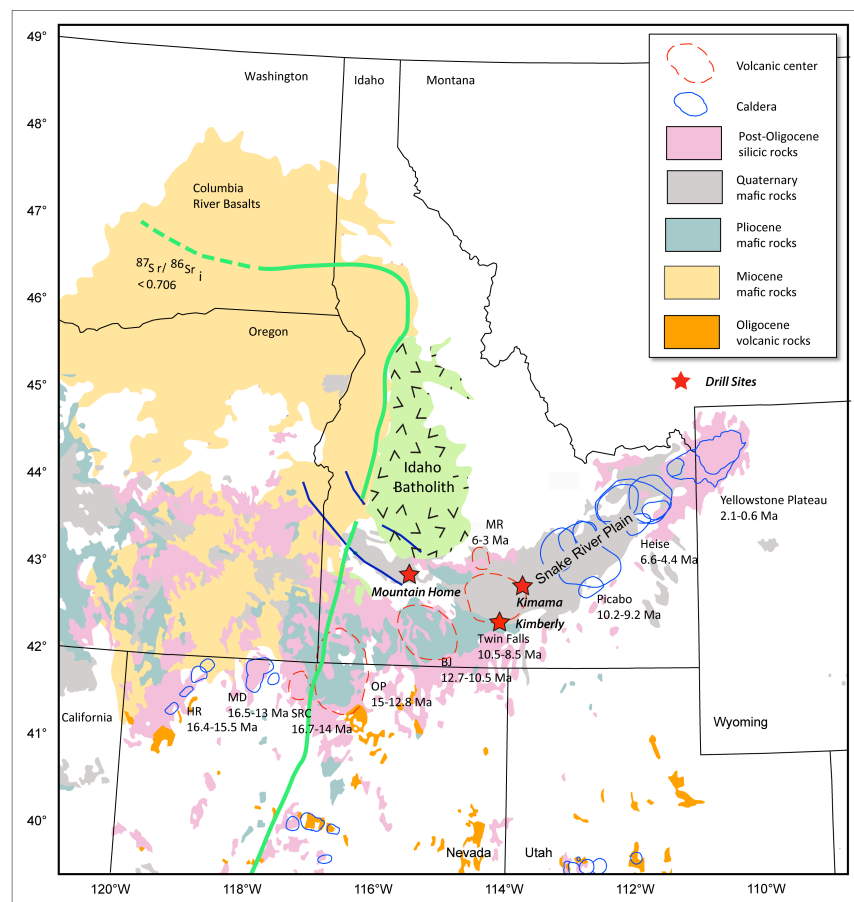 49°
48°
47°
46°
45°
44°
43°
42°
41°
40°
120°W
118°W
116°W
114°W
112°W
110°W
Washington
Idaho
Montana
Columbia
River Basalts
87Sr/ 86Sr i
< 0.706
Oregon
Idaho
Batholith
MR
6-3 Ma
Snake River Plain
Yellowstone Plateau
2.1-0.6 Ma
Heise
6.6-4.4 Ma
Picabo
10.2-9.2 Ma
Mountain Home
Kimama
Kimberly
Twin Falls
10.5-8.5 Ma
BJ
12.7-10.5 Ma
OP
15-12.8 Ma
MD
16.5-13 Ma
SRC
16.7-14 Ma
HR
16.4-15.5 Ma
California
Wyoming
Nevada
Utah
Volcanic center
Caldera
Post-Oligocene
silicic rocks
Quaternary
mafic rocks
Pliocene
mafic rocks
Miocene
mafic rocks
Oligocene
volcanic rocks
Drill Sites